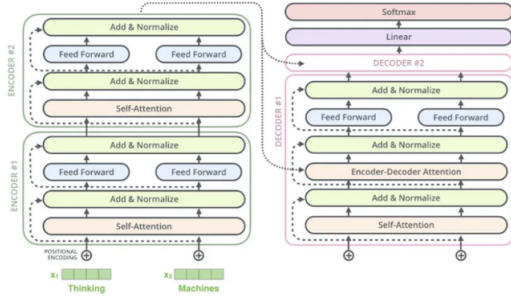 ENCODER #2
Add & Normalize
Feed Forward
Feed Forward
Add & Normalize
Self-Attention
ENCODER #1
Add & Normalize
Feed Forward
Feed Forward
Add & Normalize
Self-Attention
POSITIONAL
ENCODING
x₁
x₂
Thinking
Machines
Softmax
Linear
DECODER #2
DECODER #1
Add & Normalize
Feed Forward
Feed Forward
Add & Normalize
Encoder-Decoder Attention
Add & Normalize
Self-Attention